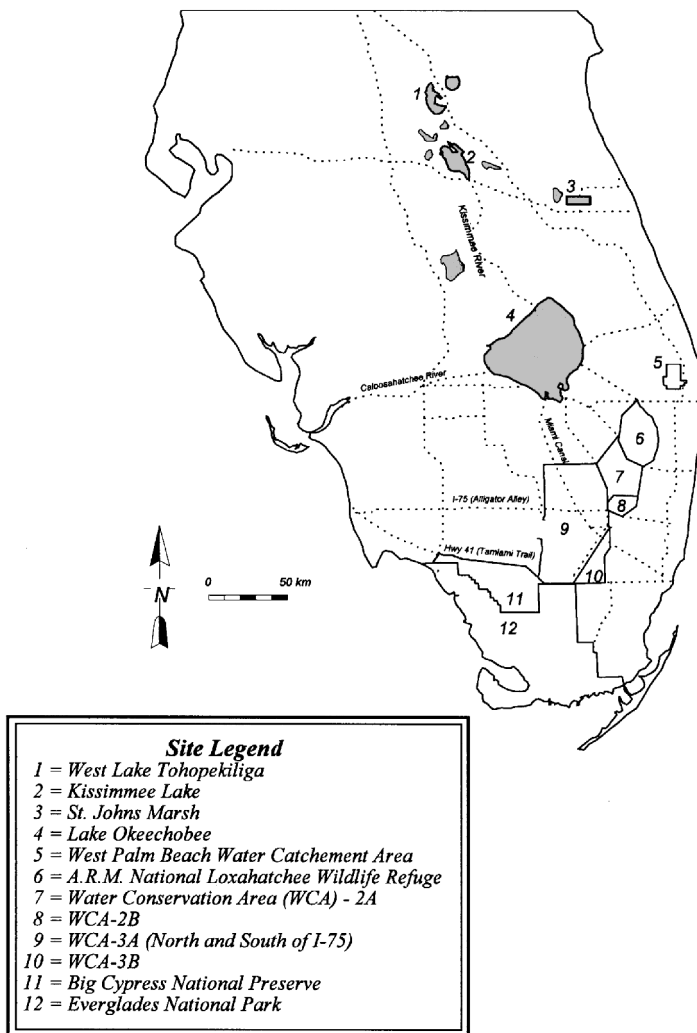 1
2
3
Kissimmee River
4
5
Caloosahatchee River
Miami Canal
6
7
I-75 (Alligator Alley)
8
9
Hwy 41 (Tamiami Trail)
10
0 50 km
N
11
12
Site Legend
1 = West Lake Tohopekiliga
2 = Kissimmee Lake
3 = St. Johns Marsh
4 = Lake Okeechobee
5 = West Palm Beach Water Catchement Area
6 = A.R.M. National Loxahatchee Wildlife Refuge
7 = Water Conservation Area (WCA) - 2A
8 = WCA-2B
9 = WCA-3A (North and South of I-75)
10 = WCA-3B
11 = Big Cypress National Preserve
12 = Everglades National Park